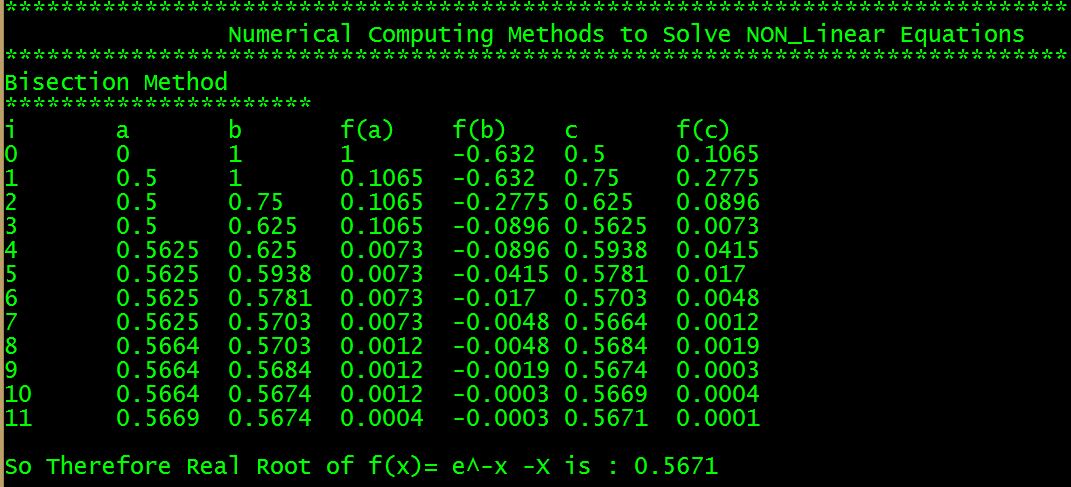 ****************************************************************************
Numerical Computing Methods to Solve NON_Linear Equations
****************************************************************************
Bisection Method
**********************
i a b f(a) f(b) c f(c)
0 0 1 1 -0.632 0.5 0.1065
1 0.5 1 0.1065 -0.632 0.75 0.2775
2 0.5 0.75 0.1065 -0.2775 0.625 0.0896
3 0.5 0.625 0.1065 -0.0896 0.5625 0.0073
4 0.5625 0.625 0.0073 -0.0896 0.5938 0.0415
5 0.5625 0.5938 0.0073 -0.0415 0.5781 0.017
6 0.5625 0.5781 0.0073 -0.017 0.5703 0.0048
7 0.5625 0.5703 0.0073 -0.0048 0.5664 0.0012
8 0.5664 0.5703 0.0012 -0.0048 0.5684 0.0019
9 0.5664 0.5684 0.0012 -0.0019 0.5674 0.0003
10 0.5664 0.5674 0.0012 -0.0003 0.5669 0.0004
11 0.5669 0.5674 0.0004 -0.0003 0.5671 0.0001
So Therefore Real Root of f(x)= e^-x -X is : 0.5671